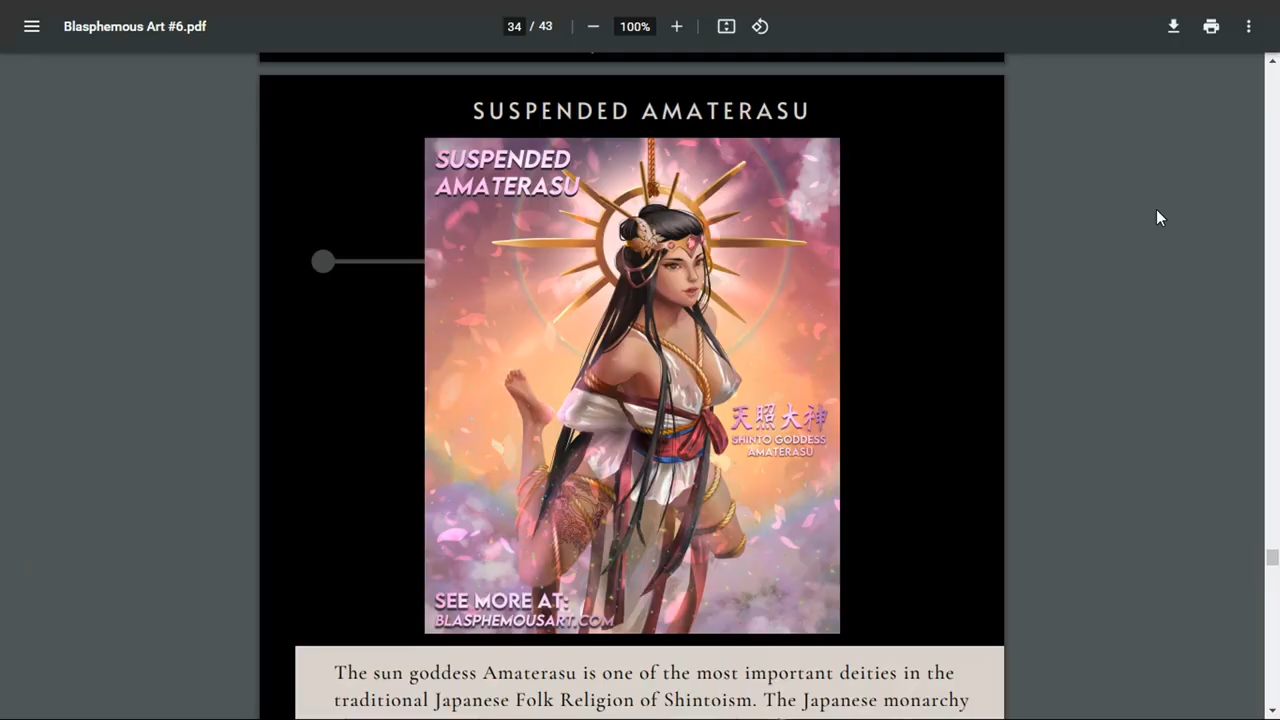 Blasphemous Art #6.pdf
34 / 43
100%
SUSPENDED AMATERASU
SUSPENDED
AMATERASU
天照大神
SHINTO GODDESS
AMATERASU
SEE MORE AT:
BLASPHEMOUSART.COM
The sun goddess Amaterasu is one of the most important deities in the
traditional Japanese Folk Religion of Shintoism. The Japanese monarchy